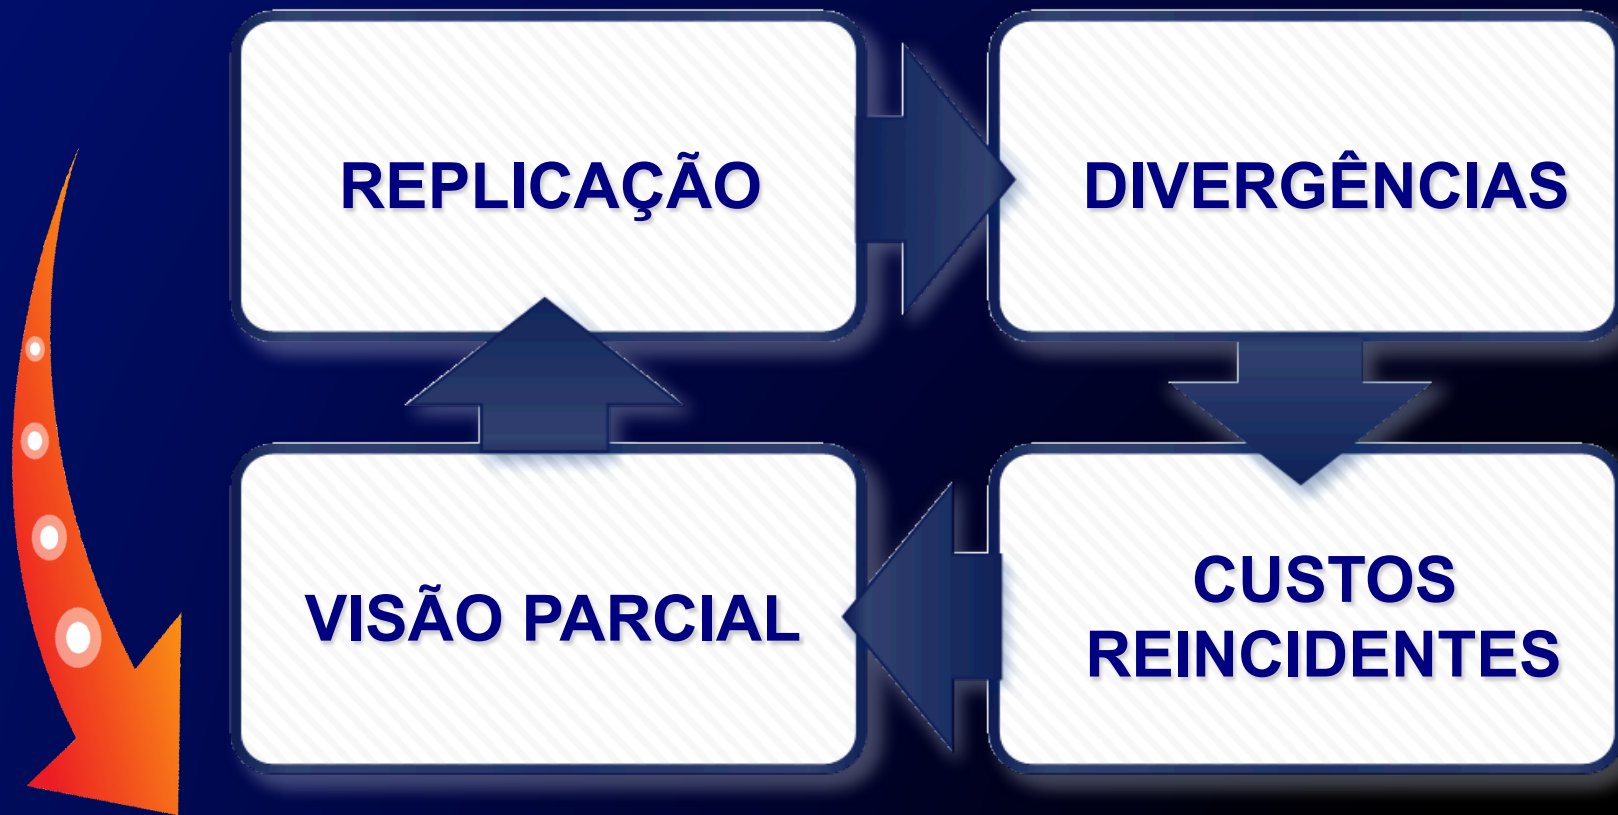 REPLICAÇÃO
DIVERGÊNCIAS
VISÃO PARCIAL
CUSTOS
REINCIDENTES